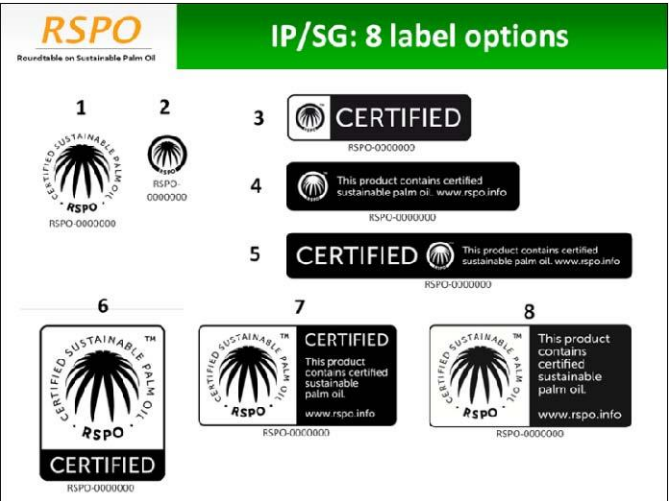 RSPO
Roundtable on Sustainable Palm Oil
IP/SG: 8 label options
1
CERTIFIED SUSTAINABLE PALM OIL
· RSPO ·
RSPO-0000000
2
RSPO
RSPO-
0000000
3
CERTIFIED
RSPO-0000000
4
This product contains certified
sustainable palm oil. www.rspo.info
RSPO-0000000
5
CERTIFIED
This product contains certified
sustainable palm oil. www.rspo.info
RSPO-0000000
6
CERTIFIED SUSTAINABLE PALM OIL
TM
· RSPO ·
CERTIFIED
RSPO-0000000
7
CERTIFIED SUSTAINABLE PALM OIL
TM
· RSPO ·
CERTIFIED
This product
contains certified
sustainable
palm oil.
www.rspo.info
RSPO-0000000
8
CERTIFIED SUSTAINABLE PALM OIL
TM
· RSPO ·
This product
contains
certified
sustainable
palm oil.
www.rspo.info
RSPO-0000000